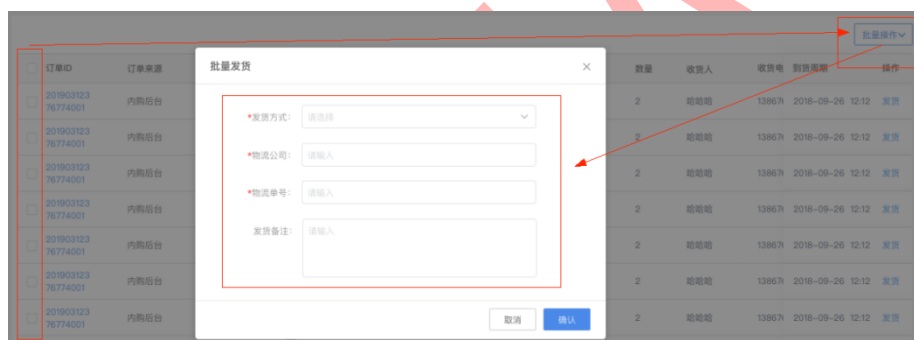 批量操作
订单ID 订单来源 数量 收货人 收货电 到货周期 操作
批量发货
201903123
76774001 内购后台 2 哈哈哈 13867 2018-09-26 12:12 发货
*发货方式: 请选择
201903123
76774001 内购后台 2 哈哈哈 13867 2018-09-26 12:12 发货
*物流公司: 请输入
201903123
76774001 内购后台 2 哈哈哈 13867 2018-09-26 12:12 发货
*物流单号: 请输入
201903123
76774001 内购后台 2 哈哈哈 13867 2018-09-26 12:12 发货
发货备注: 请输入
201903123
76774001 内购后台 2 哈哈哈 13867 2018-09-26 12:12 发货
201903123
76774001 内购后台 2 哈哈哈 13867 2018-09-26 12:12 发货
201903123
76774001 内购后台 2 哈哈哈 13867 2018-09-26 12:12 发货
取消 确认